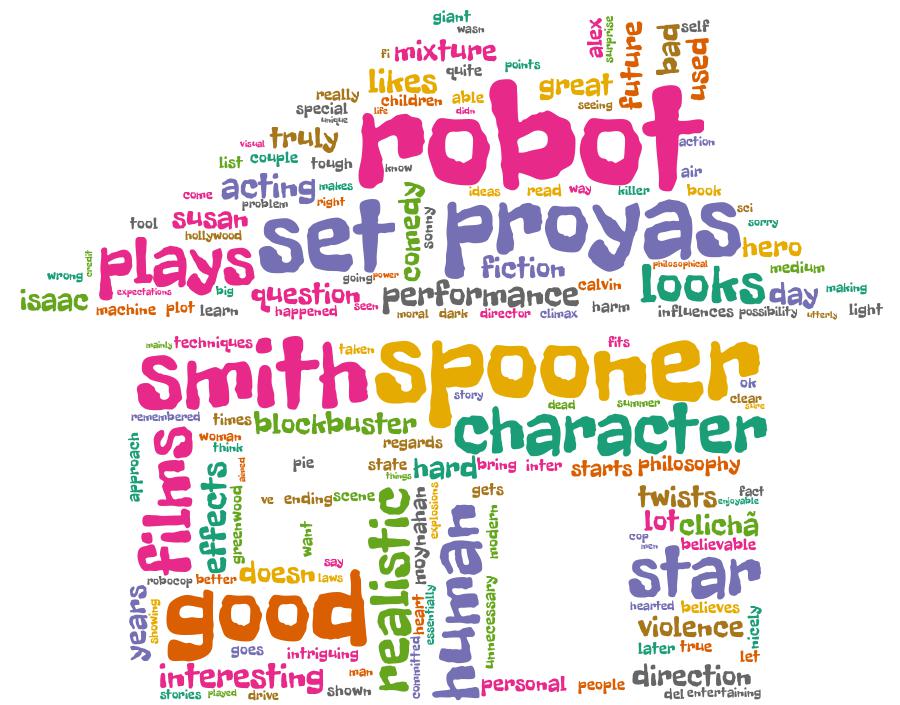 giant
wasn
fi mixture
quite
points
alex
surprise
future
bad
self
used
likes
great
really
children able
seeing
special
unique
life
didn
robot
truly
visual
action
list couple tough
know
air
come
acting
makes
ideas read way killer book
problem
right
comedy
sonny
set
proyas
sci
tool
susan
sorry
hollywood
hero
credit
plays
fiction
philosophical
medium
wrong
going power
looks
day
making
isaac
expectations
big
question
seen
performance
calvin
machine plot learn
happened
moral dark director climax
harm
influences possibility utterly light
mainly techniques
taken
fits
smith
spooner
ok
story
clear
sure
dead
summer
remembered
times blockbuster
character
regards
approach
films
woman
think
effects
aimed
greenwood
pie
state
things
hard bring inter starts philosophy
ve ending scene
want
realistic
moynahan
explosions
gets
human
modern
twists
fact
enjoyable
lot clichã
cop
men
believable
say
robocop better doesn laws
star
years
showing
good
heart
essentially
committed
unnecessary
hearted believes
violence
nicely
later true
let
goes
intriguing
interesting
man
stories played drive
shown
personal people
direction
del entertaining